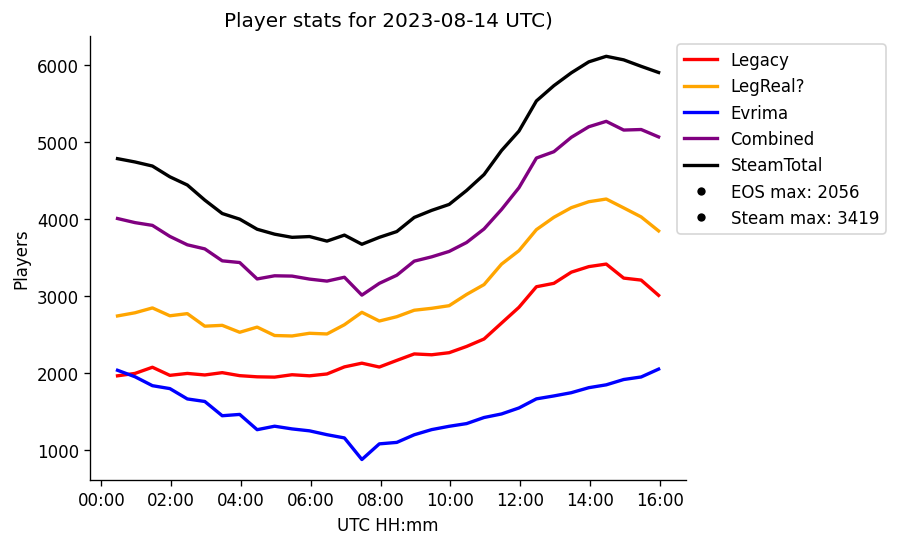 Player stats for 2023-08-14 UTC)
Legacy
LegReal?
Evrima
Combined
SteamTotal
EOS max: 2056
Steam max: 3419
6000
5000
4000
3000
2000
1000
Players
00:00 02:00 04:00 06:00 08:00 10:00 12:00 14:00 16:00
UTC HH:mm